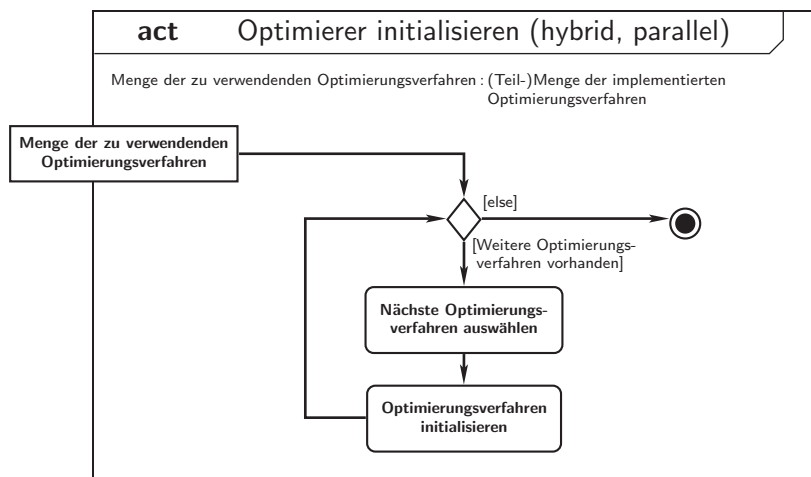 act Optimierer initialisieren (hybrid, parallel)
Menge der zu verwendenden Optimierungsverfahren : (Teil-)Menge der implementierten
Optimierungsverfahren
Menge der zu verwendenden
Optimierungsverfahren
[else]
[Weitere Optimierungs-
verfahren vorhanden]
Nächste Optimierungs-
verfahren auswählen
Optimierungsverfahren
initialisieren